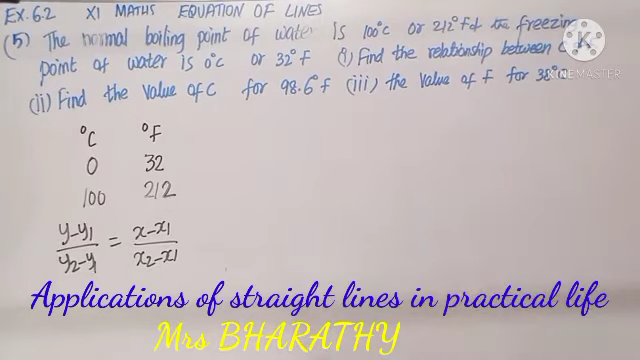 EX.6.2 XI MATHS EQUATION OF LINES
(5) The normal boiling point of water is 100°C or 212°F & the freezing
point of water is 0°C or 32°F (i) Find the relationship between C
K
KINEMASTER
(ii) Find the value of C for 98.6°F (iii) The value of F for 38°C
°C °F
0 32
100 212
y-y1/y2-y1 = x-x1/x2-x1
Applications of straight lines in practical life
Mrs BHARATHY